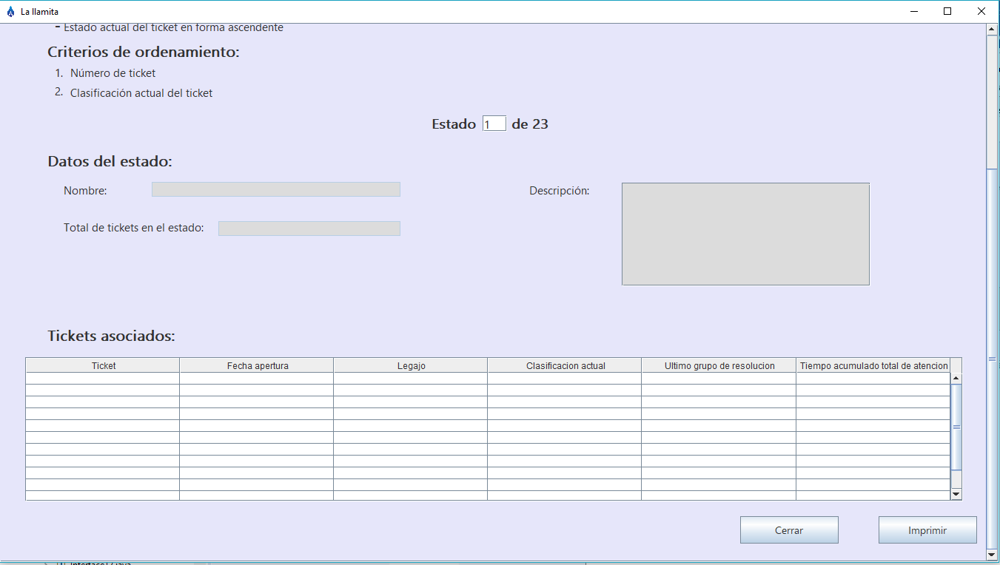 La llamita
- Estado actual del ticket en forma ascendente
Criterios de ordenamiento:
1. Número de ticket
2. Clasificación actual del ticket
Estado 1 de 23
Datos del estado:
Nombre:
Descripción:
Total de tickets en el estado:
Tickets asociados:
Ticket Fecha apertura Legajo Clasificacion actual Ultimo grupo de resolucion Tiempo acumulado total de atencion
Cerrar Imprimir